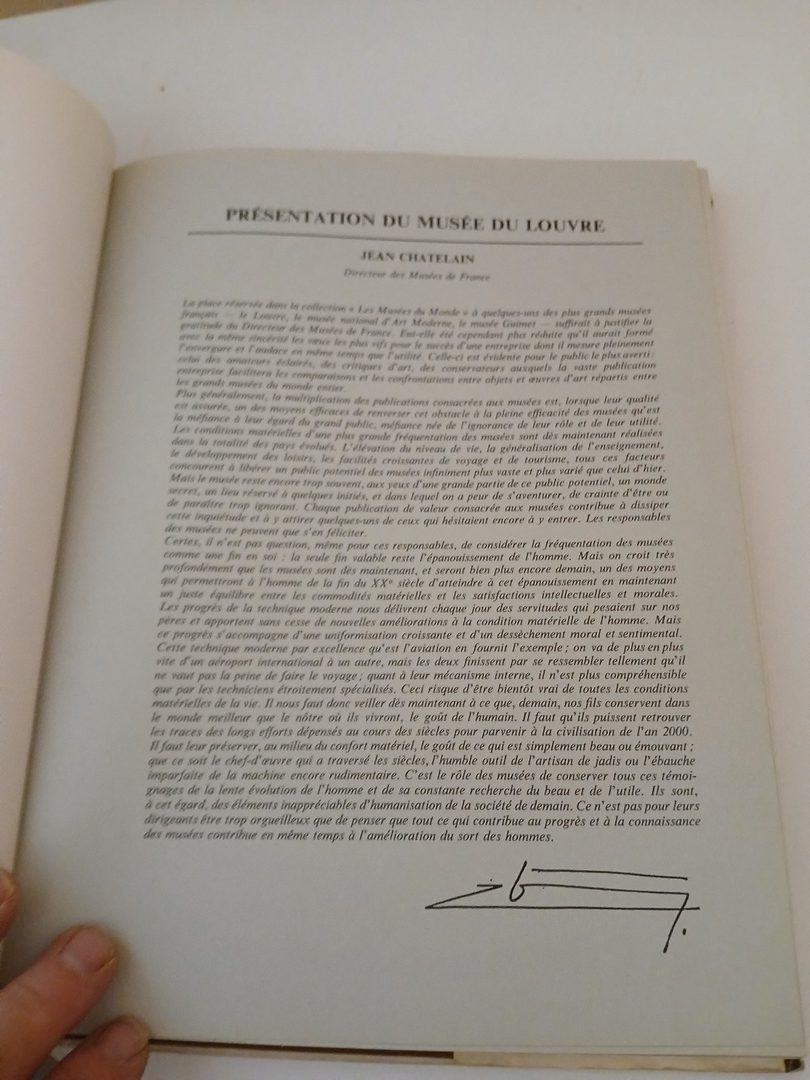 PRÉSENTATION DU MUSÉE DU LOUVRE
JEAN CHATELAIN
Directeur des Musées de France
La place réservée dans la collection « Les Musées du Monde » à quelques-uns des plus grands musées
français — le Louvre, le musée national d'Art Moderne, le musée Guimet — suffirait à justifier la
gratitude du Directeur des Musées de France. Eut-elle été cependant plus réduite qu'il aurait formé
avec la même sincérité les vœux les plus vifs pour le succès d'une entreprise dont il mesure pleinement
l'envergure et l'audace en même temps que l'utilité. Celle-ci est évidente pour le public le plus averti :
celui des amateurs éclairés, des critiques d'art, des conservateurs auxquels la vaste publication
entreprise facilitera les comparaisons et les confrontations entre objets et œuvres d'art répartis entre
les grands musées du monde entier.
Plus généralement, la multiplication des publications consacrées aux musées est, lorsque leur qualité
est assurée, un des moyens efficaces de renverser cet obstacle à la pleine efficacité des musées qu'est
la méfiance à leur égard du grand public, méfiance née de l'ignorance de leur rôle et de leur utilité.
Les conditions matérielles d'une plus grande fréquentation des musées sont dès maintenant réalisées
dans la totalité des pays évolués. L'élévation du niveau de vie, la généralisation de l'enseignement,
le développement des loisirs, les facilités croissantes de voyage et de tourisme, tous ces facteurs
concourent à libérer un public potentiel des musées infiniment plus vaste et plus varié que celui d'hier.
Mais le musée reste encore trop souvent, aux yeux d'une grande partie de ce public potentiel, un monde
secret, un lieu réservé à quelques initiés, et dans lequel on a peur de s'aventurer, de crainte d'être ou
de paraître trop ignorant. Chaque publication de valeur consacrée aux musées contribue à dissiper
cette inquiétude et à y attirer quelques-uns de ceux qui hésitaient encore à y entrer. Les responsables
des musées ne peuvent que s'en féliciter.
Certes, il n'est pas question, même pour ces responsables, de considérer la fréquentation des musées
comme une fin en soi : la seule fin valable reste l'épanouissement de l'homme. Mais on croit très
profondément que les musées sont dès maintenant, et seront bien plus encore demain, un des moyens
qui permettront à l'homme de la fin du XXe siècle d'atteindre à cet épanouissement en maintenant
un juste équilibre entre les commodités matérielles et les satisfactions intellectuelles et morales.
Les progrès de la technique moderne nous délivrent chaque jour des servitudes qui pesaient sur nos
pères et apportent sans cesse de nouvelles améliorations à la condition matérielle de l'homme. Mais
ce progrès s'accompagne d'une uniformisation croissante et d'un dessèchement moral et sentimental.
Cette technique moderne par excellence qu'est l'aviation en fournit l'exemple ; on va de plus en plus
vite d'un aéroport international à un autre, mais les deux finissent par se ressembler tellement qu'il
ne vaut pas la peine de faire le voyage ; quant à leur mécanisme interne, il n'est plus compréhensible
que par les techniciens étroitement spécialisés. Ceci risque d'être bientôt vrai de toutes les conditions
matérielles de la vie. Il nous faut donc veiller dès maintenant à ce que, demain, nos fils conservent dans
le monde meilleur que le nôtre où ils vivront, le goût de l'humain. Il faut qu'ils puissent retrouver
les traces des longs efforts dépensés au cours des siècles pour parvenir à la civilisation de l'an 2000.
Il faut leur préserver, au milieu du confort matériel, le goût de ce qui est simplement beau ou émouvant ;
que ce soit le chef-d'œuvre qui a traversé les siècles, l'humble outil de l'artisan de jadis ou l'ébauche
imparfaite de la machine encore rudimentaire. C'est le rôle des musées de conserver tous ces témoi-
gnages de la lente évolution de l'homme et de sa constante recherche du beau et de l'utile. Ils sont,
à cet égard, des éléments inappréciables d'humanisation de la société de demain. Ce n'est pas pour leurs
dirigeants être trop orgueilleux que de penser que tout ce qui contribue au progrès et à la connaissance
des musées contribue en même temps à l'amélioration du sort des hommes.